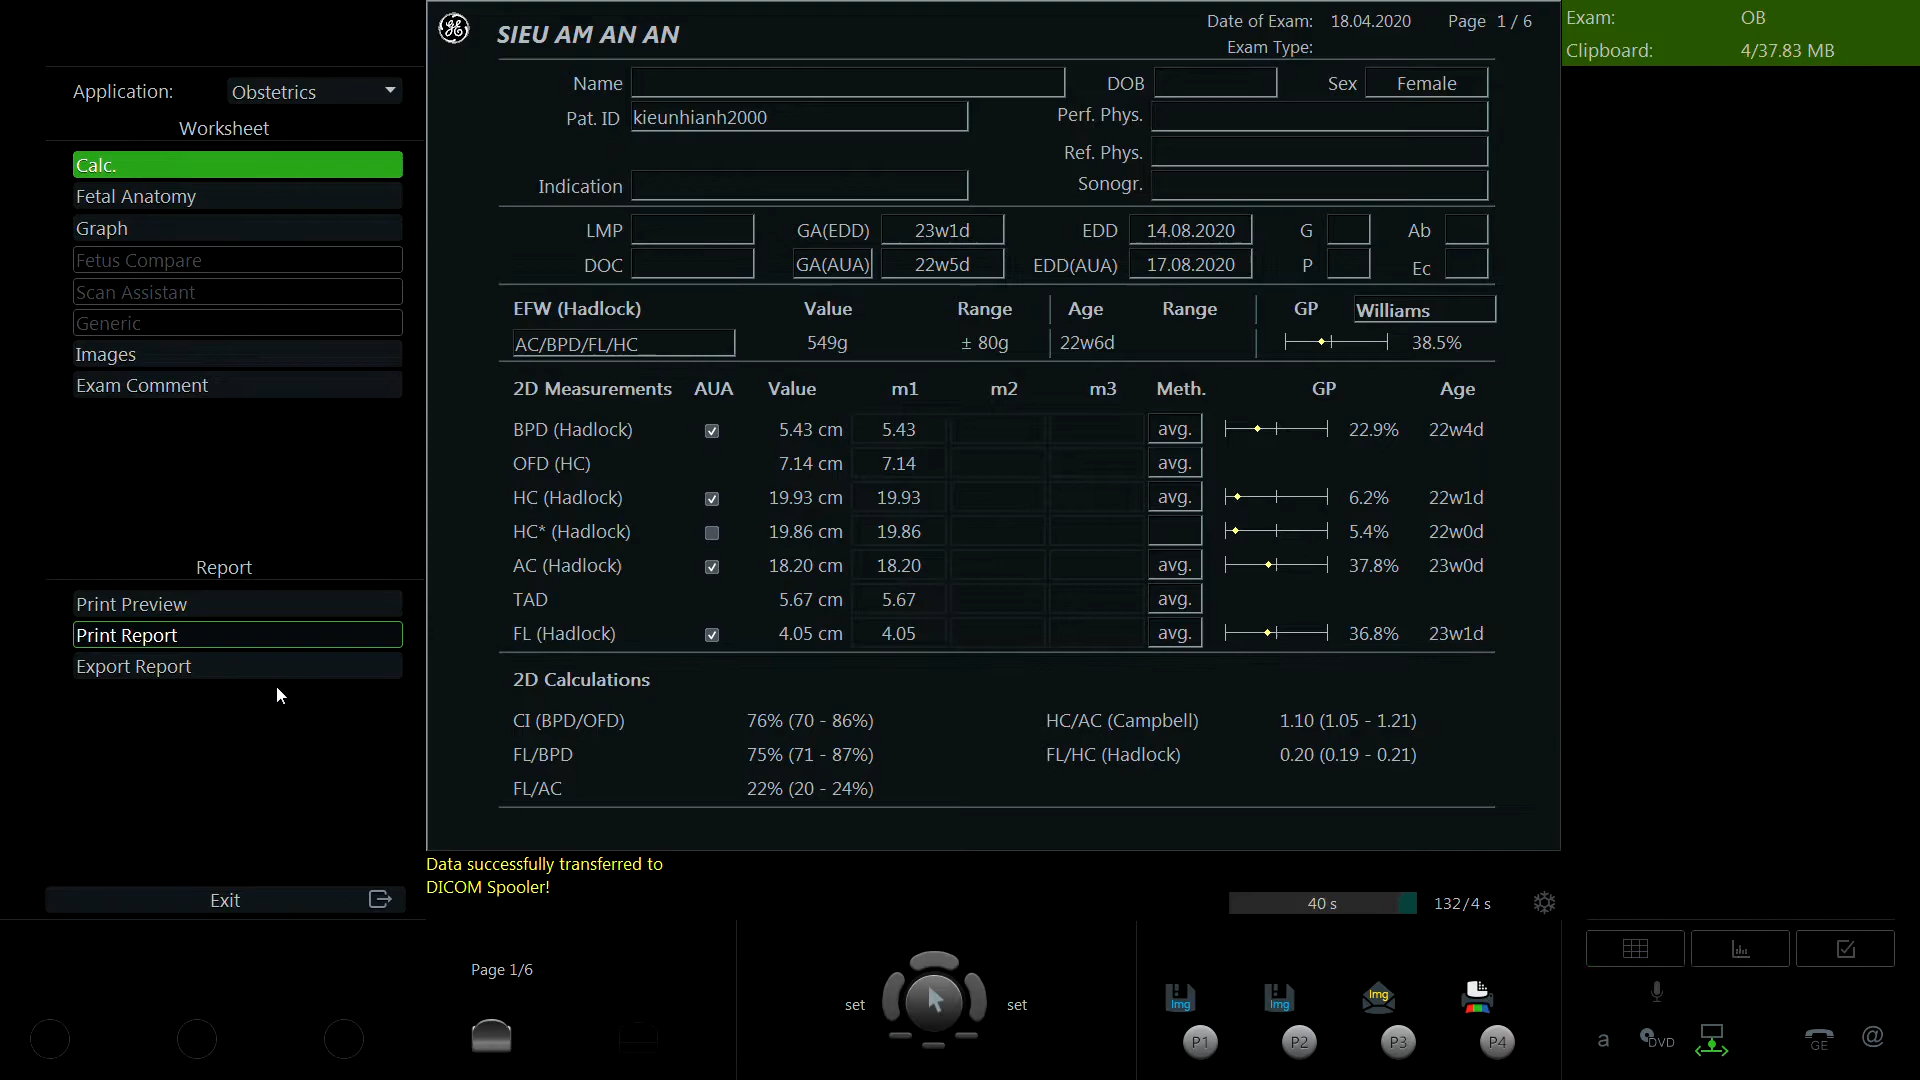 SIEU AM AN AN
Date of Exam: 18.04.2020 Page 1 / 6
Exam Type:
Exam: OB
Clipboard: 4/37.83 MB
Application: Obstetrics
Worksheet
Calc.
Fetal Anatomy
Graph
Fetus Compare
Scan Assistant
Generic
Images
Exam Comment
Report
Print Preview
Print Report
Export Report
Exit
Name DOB Sex Female
Pat. ID kieunhianh2000 Perf. Phys.
Ref. Phys.
Indication Sonogr.
LMP GA(EDD) 23w1d EDD 14.08.2020 G Ab
DOC GA(AUA) 22w5d EDD(AUA) 17.08.2020 P Ec
EFW (Hadlock) Value Range Age Range GP Williams
AC/BPD/FL/HC 549g ± 80g 22w6d 38.5%
2D Measurements AUA Value m1 m2 m3 Meth. GP Age
BPD (Hadlock) 5.43 cm 5.43 avg. 22.9% 22w4d
OFD (HC) 7.14 cm 7.14 avg.
HC (Hadlock) 19.93 cm 19.93 avg. 6.2% 22w1d
HC* (Hadlock) 19.86 cm 19.86 5.4% 22w0d
AC (Hadlock) 18.20 cm 18.20 avg. 37.8% 23w0d
TAD 5.67 cm 5.67 avg.
FL (Hadlock) 4.05 cm 4.05 avg. 36.8% 23w1d
2D Calculations
CI (BPD/OFD) 76% (70 - 86%) HC/AC (Campbell) 1.10 (1.05 - 1.21)
FL/BPD 75% (71 - 87%) FL/HC (Hadlock) 0.20 (0.19 - 0.21)
FL/AC 22% (20 - 24%)
Data successfully transferred to
DICOM Spooler!
40 s 132/4 s
Page 1/6
set set
Img Img Img
P1 P2 P3 P4
a DVD GE @